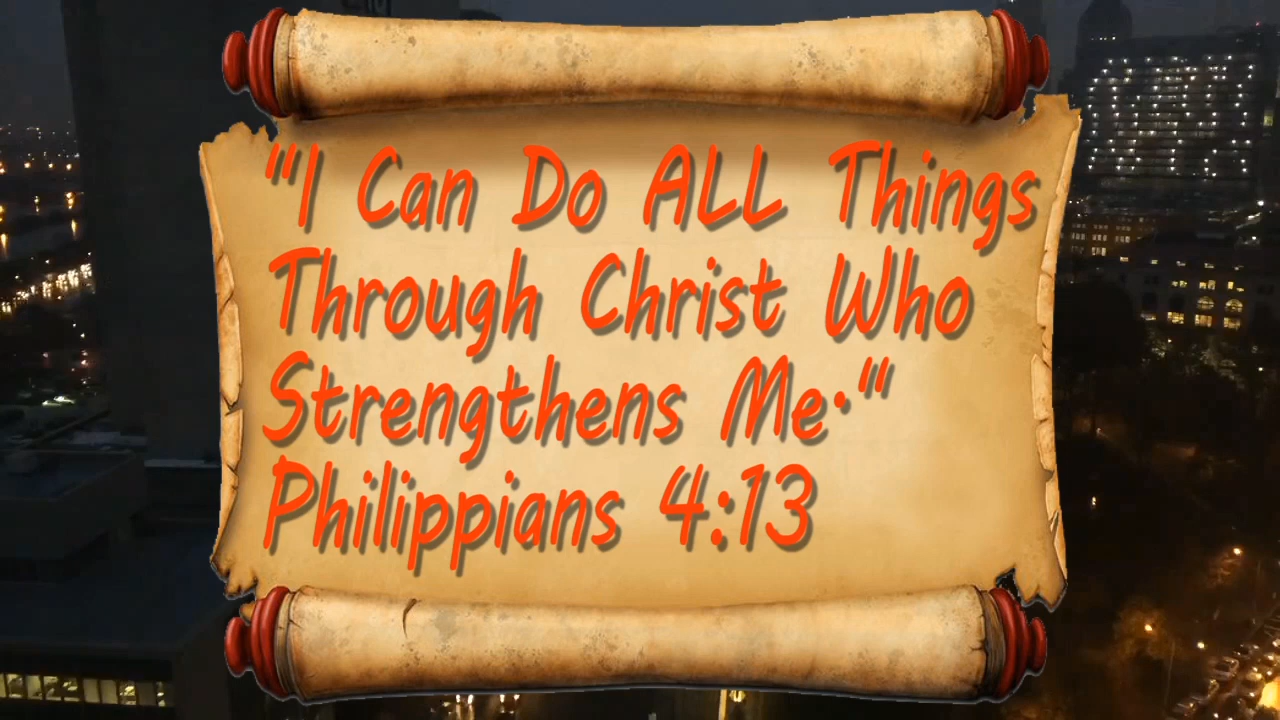 "I Can Do ALL Things
Through Christ Who
Strengthens Me."
Philippians 4:13